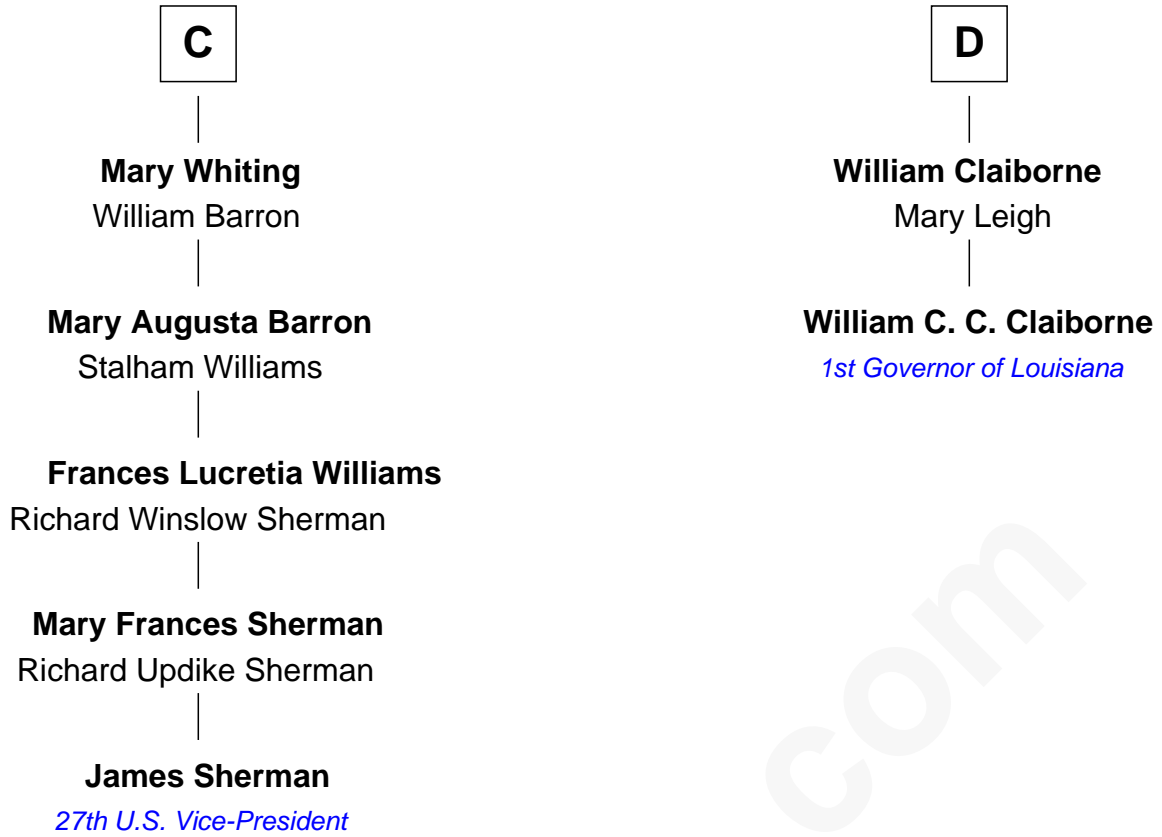 C
Mary Whiting
William Barron
Mary Augusta Barron
Stalham Williams
Frances Lucretia Williams
Richard Winslow Sherman
Mary Frances Sherman
Richard Updike Sherman
James Sherman
27th U.S. Vice-President
D
William Claiborne
Mary Leigh
William C. C. Claiborne
1st Governor of Louisiana
com